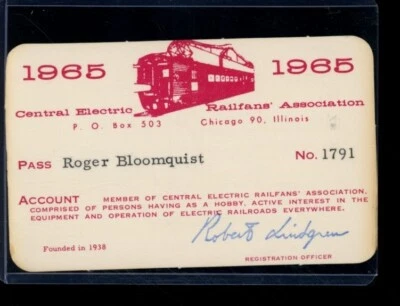 1965 1965
Central Electric Railfans' Association
P. O. Box 503 Chicago 90, Illinois
PASS Roger Bloomquist No. 1791
ACCOUNT MEMBER OF CENTRAL ELECTRIC RAILFANS' ASSOCIATION,
COMPRISED OF PERSONS HAVING AS A HOBBY, ACTIVE INTEREST IN THE
EQUIPMENT AND OPERATION OF ELECTRIC RAILROADS EVERYWHERE.
Robert Lindgren
Founded in 1938 REGISTRATION OFFICER